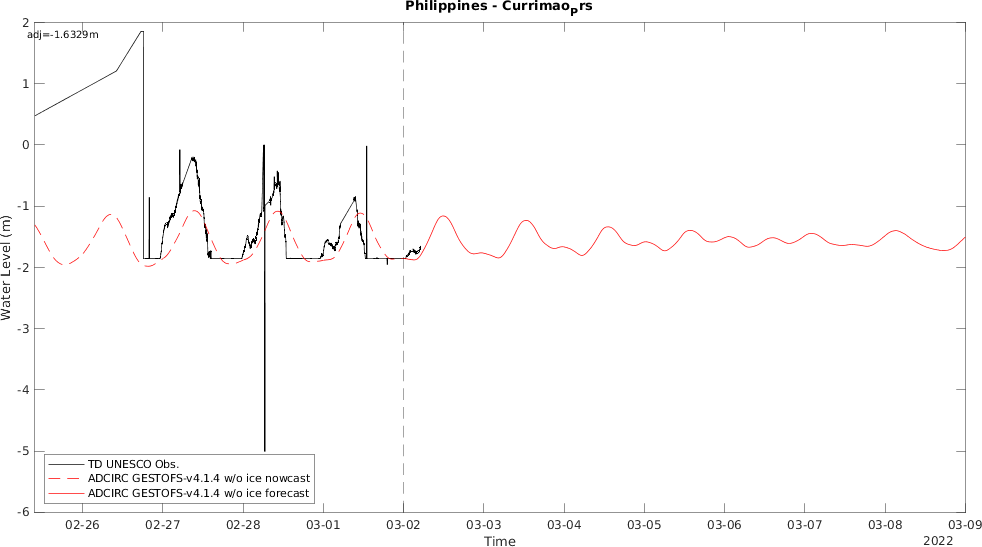 Philippines - Currimaoprs
adj=-1.6329m
2
1
0
-1
-2
-3
-4
-5
-6
Water Level (m)
TD UNESCO Obs.
ADCIRC GESTOFS-v4.1.4 w/o ice nowcast
ADCIRC GESTOFS-v4.1.4 w/o ice forecast
02-26 02-27 02-28 03-01 03-02 03-03 03-04 03-05 03-06 03-07 03-08 03-09
Time
2022